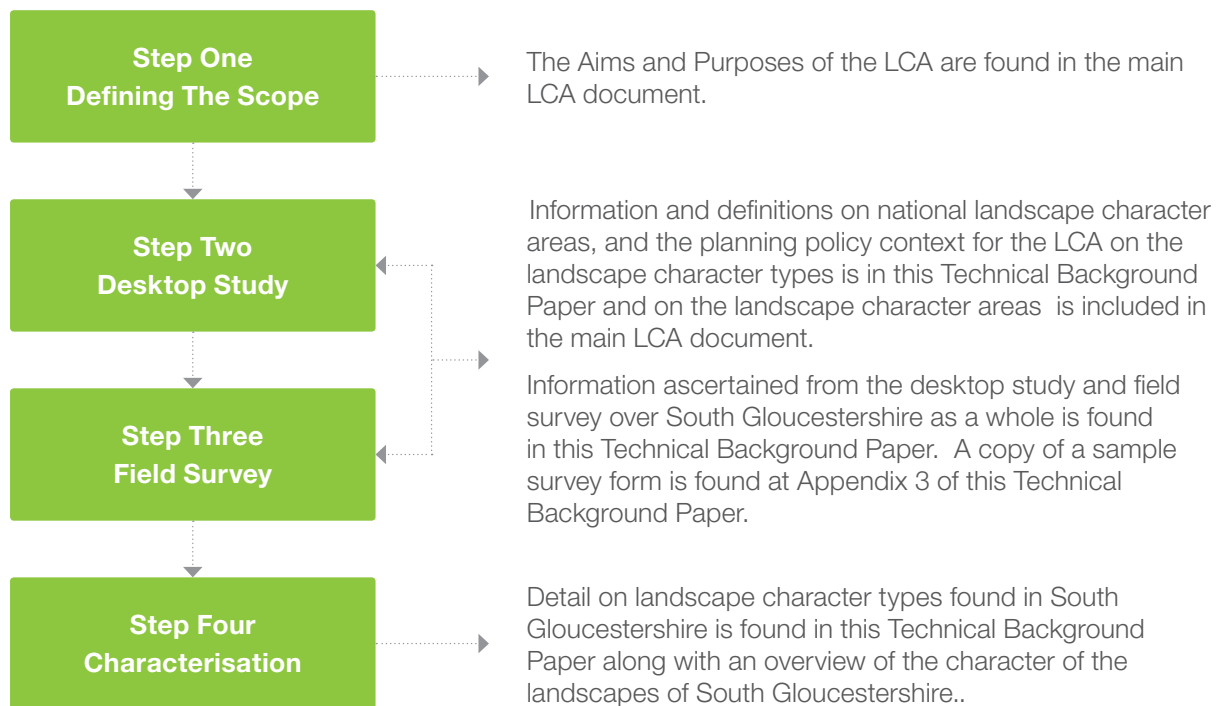 Step One
Defining The Scope
The Aims and Purposes of the LCA are found in the main
LCA document.
Step Two
Desktop Study
Information and definitions on national landscape character
areas, and the planning policy context for the LCA on the
landscape character types is in this Technical Background
Paper and on the landscape character areas  is included in
the main LCA document.
Step Three
Field Survey
Information ascertained from the desktop study and field
survey over South Gloucestershire as a whole is found
in this Technical Background Paper.  A copy of a sample
survey form is found at Appendix 3 of this Technical
Background Paper.
Step Four
Characterisation
Detail on landscape character types found in South
Gloucestershire is found in this Technical Background
Paper along with an overview of the character of the
landscapes of South Gloucestershire..